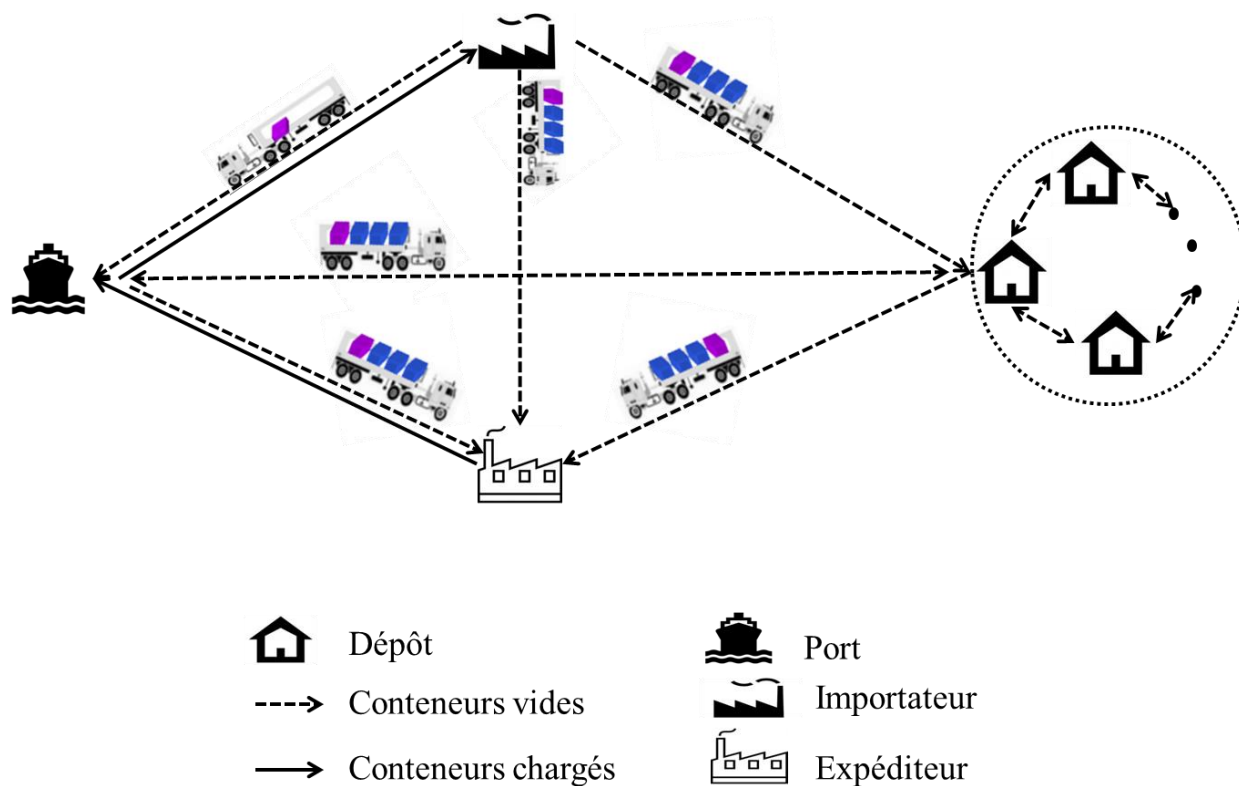 Dépôt
Port
Conteneurs vides
Importateur
Conteneurs chargés
Expéditeur